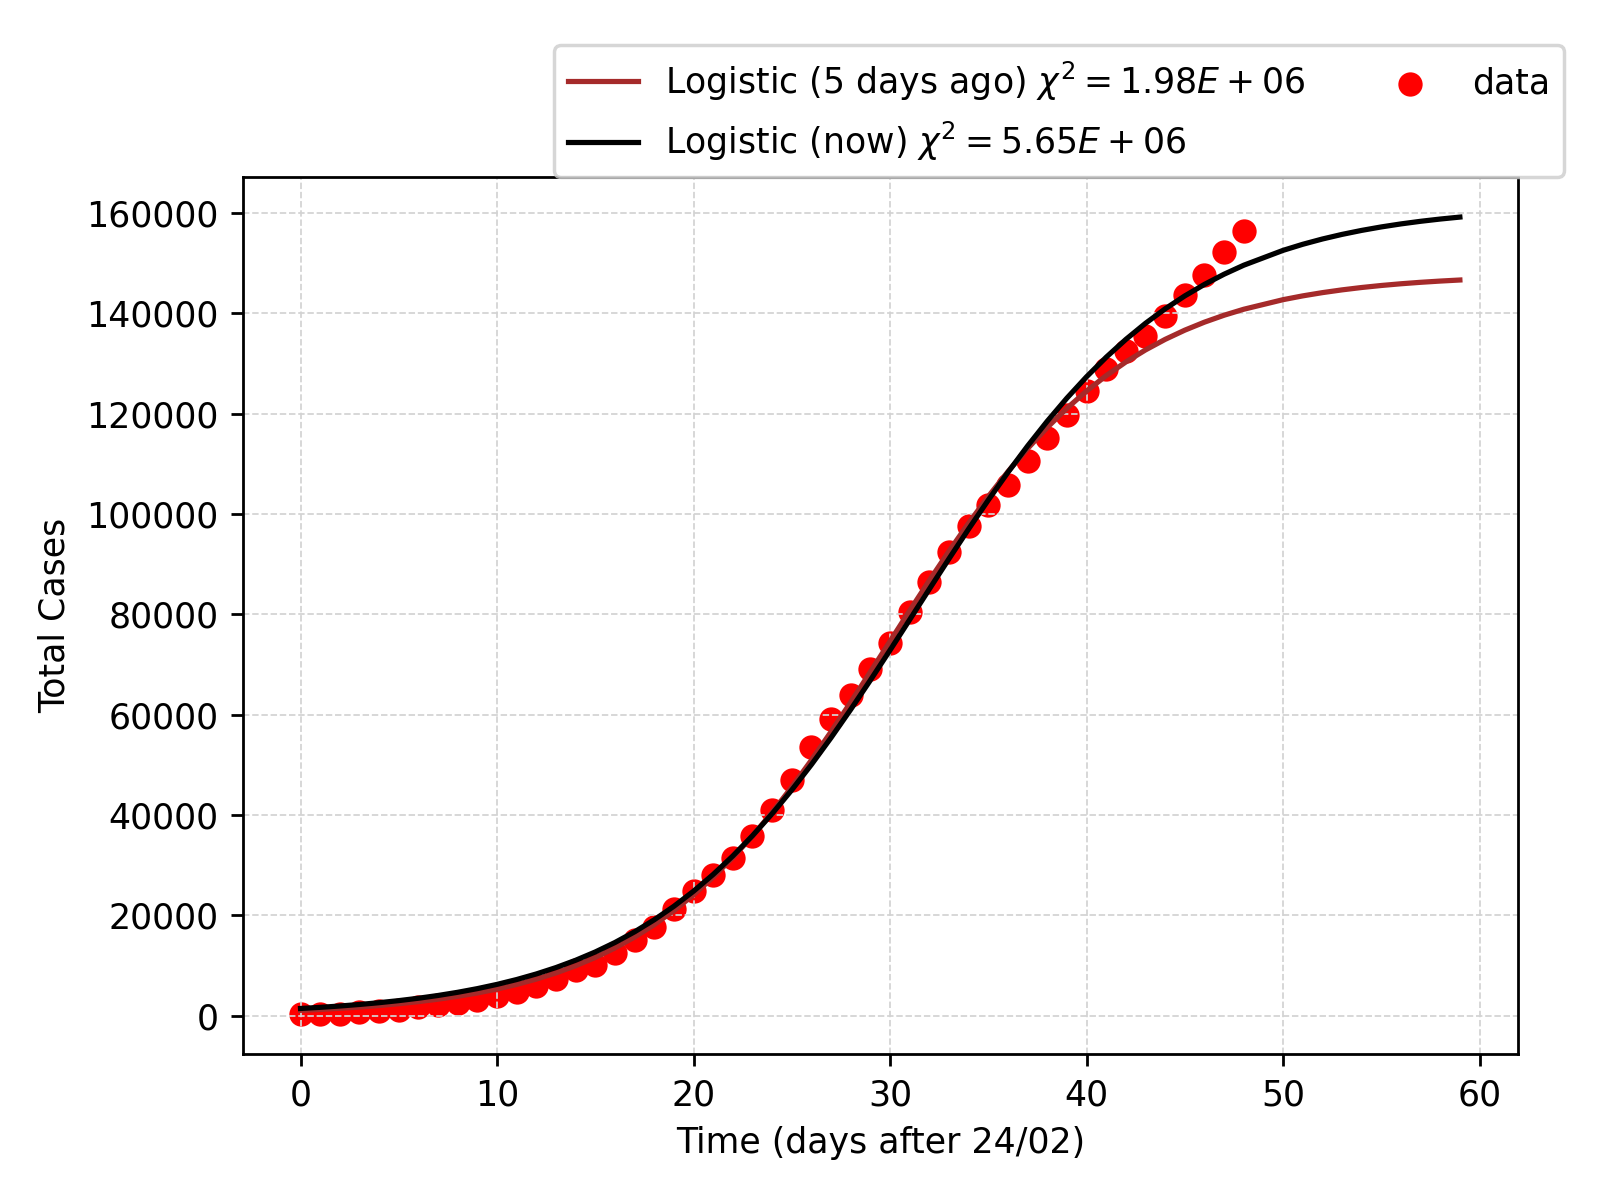 Logistic (5 days ago) χ² = 1.98E + 06
data
Logistic (now) χ² = 5.65E + 06
160000
140000
120000
100000
80000
60000
40000
20000
0
Total Cases
0 10 20 30 40 50 60
Time (days after 24/02)